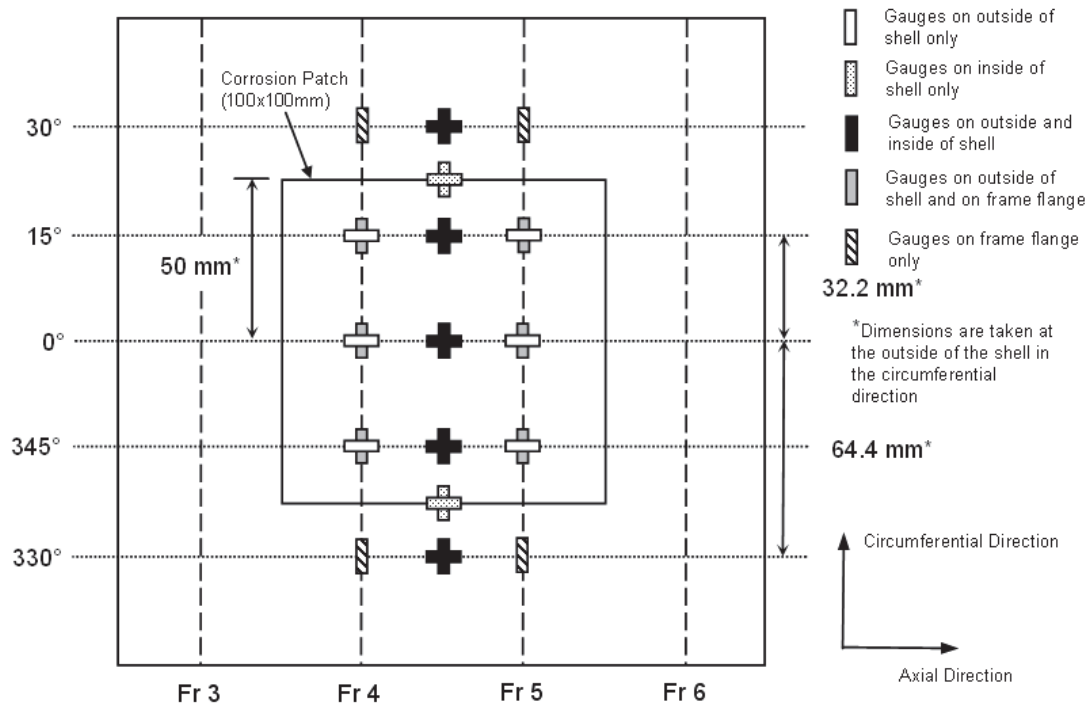 Gauges on outside of
shell only
Gauges on inside of
shell only
Gauges on outside and
inside of shell
Gauges on outside of
shell and on frame flange
Gauges on frame flange
only
Corrosion Patch
(100x100mm)
30°
15°
50 mm*
0°
345°
330°
32.2 mm*
*Dimensions are taken at
the outside of the shell in
the circumferential
direction
64.4 mm*
Circumferential Direction
Axial Direction
Fr 3
Fr 4
Fr 5
Fr 6